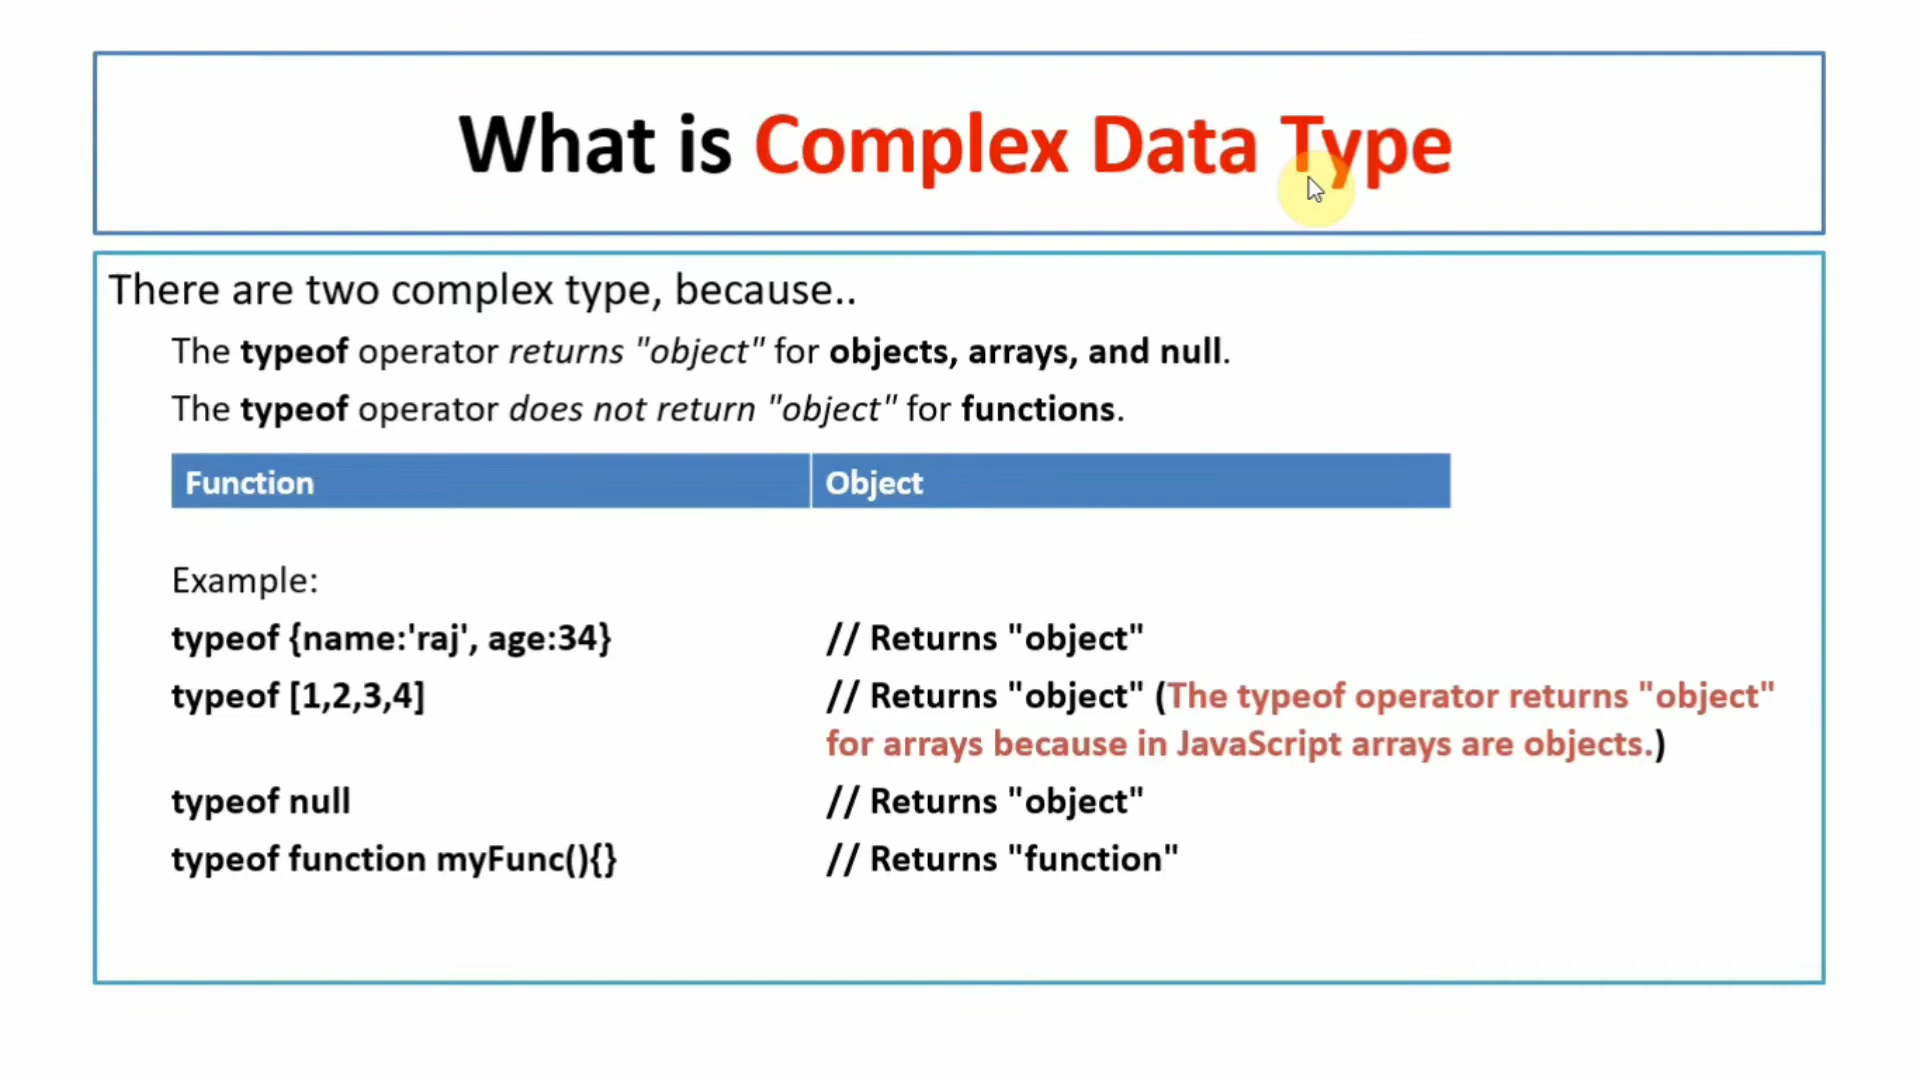 What is Complex Data Type
There are two complex type, because..
The typeof operator returns "object" for objects, arrays, and null.
The typeof operator does not return "object" for functions.
Function Object
Example:
typeof {name:'raj', age:34} // Returns "object"
typeof [1,2,3,4] // Returns "object" (The typeof operator returns "object"
for arrays because in JavaScript arrays are objects.)
typeof null // Returns "object"
typeof function myFunc(){} // Returns "function"